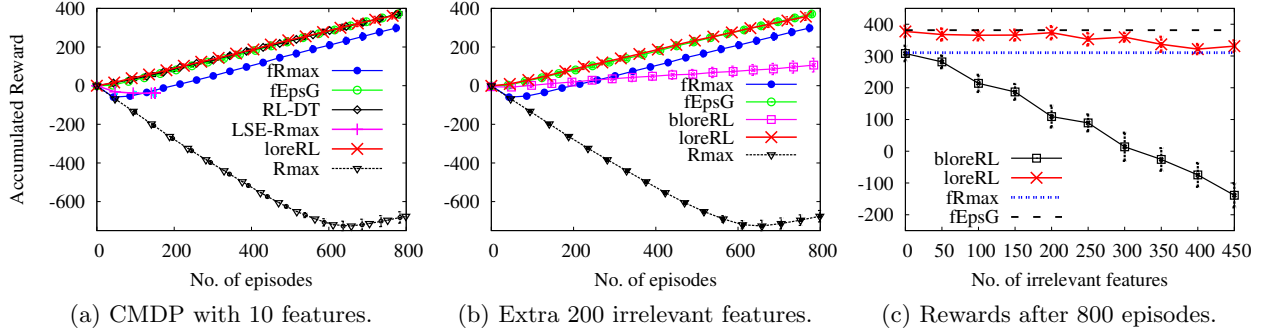 Accumulated Reward
400
200
0
-200
-400
-600
fRmax
fEpsG
RL-DT
LSE-Rmax
loreRL
Rmax
0 200 400 600 800
No. of episodes
(a) CMDP with 10 features.
400
200
0
-200
-400
-600
fRmax
fEpsG
bloreRL
loreRL
Rmax
0 200 400 600 800
No. of episodes
(b) Extra 200 irrelevant features.
400
300
200
100
0
-100
-200
bloreRL
loreRL
fRmax
fEpsG
0 50 100 150 200 250 300 350 400 450
No. of irrelevant features
(c) Rewards after 800 episodes.